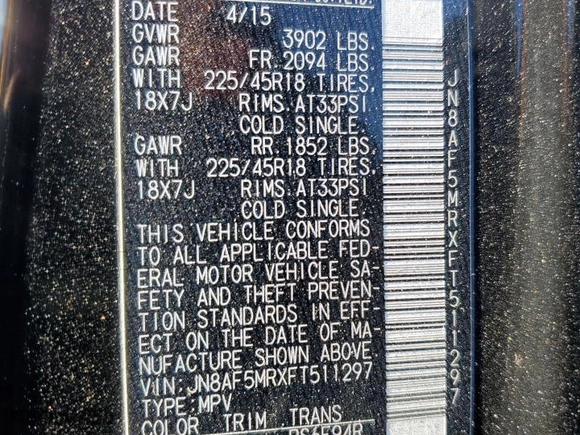 DATE 4/15
GVWR 3902 LBS.
GAWR FR. 2094 LBS.
WITH 225/45R18 TIRES,
18X7J RIMS. AT33PSI
COLD SINGLE.
GAWR RR. 1852 LBS.
WITH 225/45R18 TIRES,
18X7J RIMS. AT33PSI
COLD SINGLE.
THIS VEHICLE CONFORMS
TO ALL APPLICABLE FED-
ERAL MOTOR VEHICLE SA-
FETY AND THEFT PREVEN-
TION STANDARDS IN EFF-
ECT ON THE DATE OF MA-
NUFACTURE SHOWN ABOVE
VIN: JN8AF5MRXFT511297
TYPE: MPV
COLOR TRIM TRANS
JN8AF5MRXFT511297